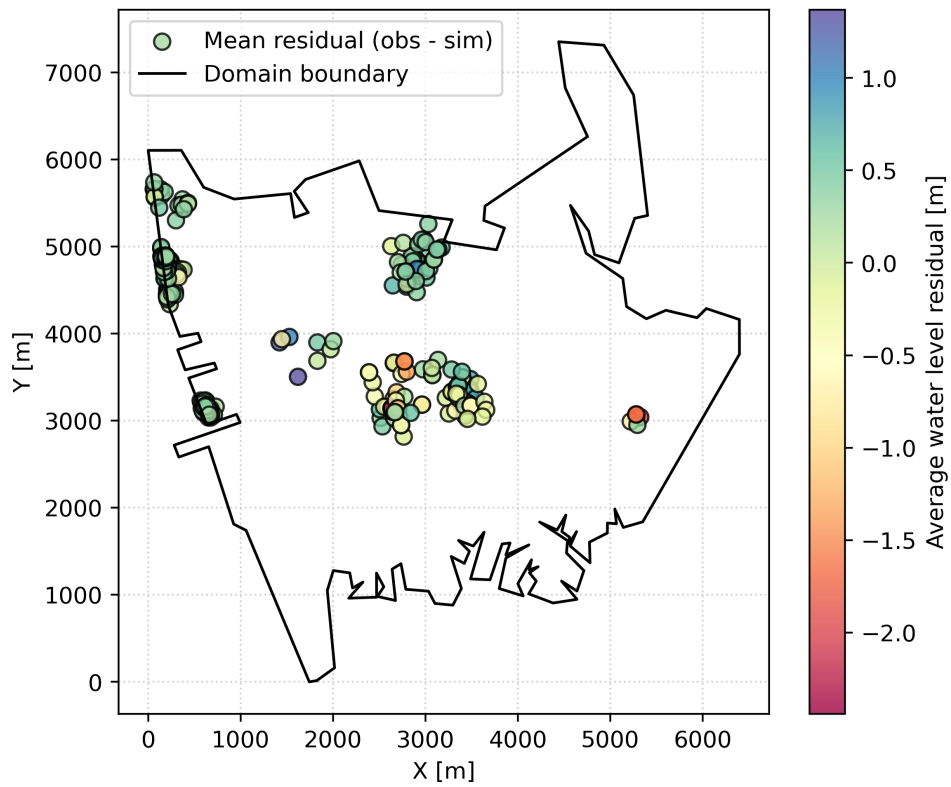 Mean residual (obs - sim)
Domain boundary
7000
6000
5000
4000
3000
2000
1000
0
Y [m]
0 1000 2000 3000 4000 5000 6000
X [m]
1.0
0.5
0.0
−0.5
−1.0
−1.5
−2.0
Average water level residual [m]